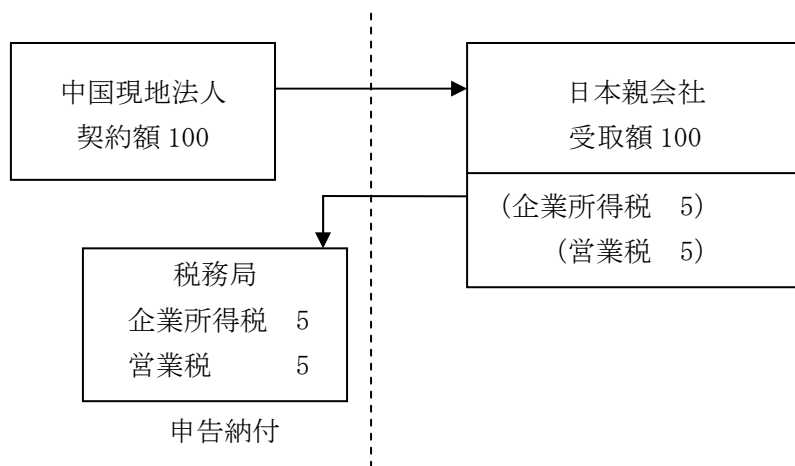 中国現地法人
契約額 100
日本親会社
受取額 100
(企業所得税 5)
(営業税 5)
税務局
企業所得税 5
営業税 5
申告納付